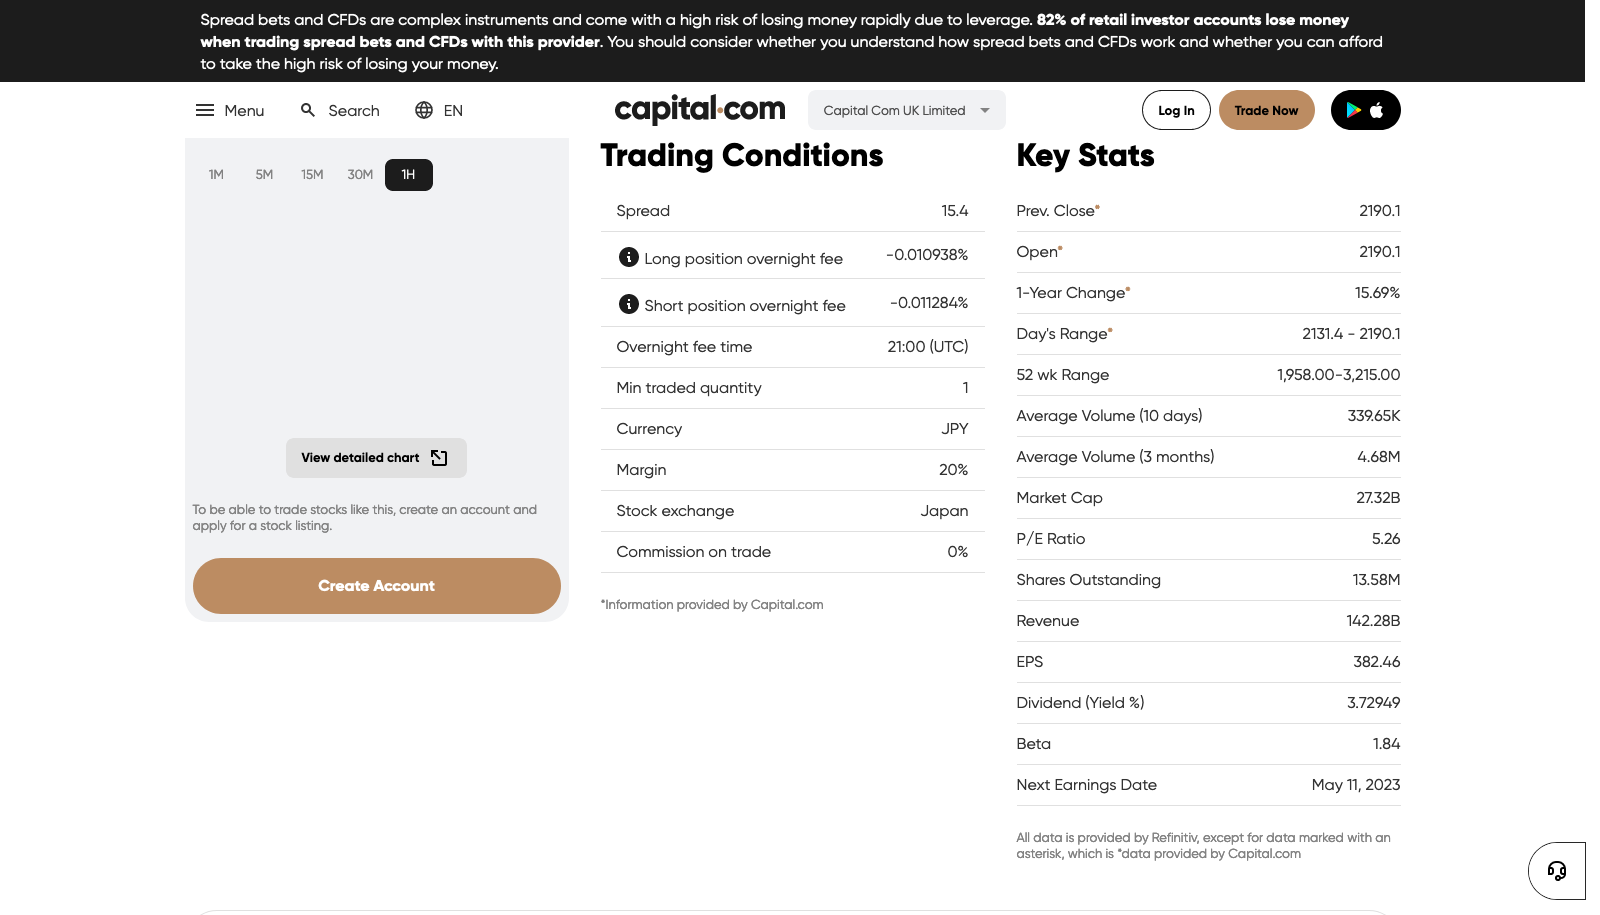 Spread bets and CFDs are complex instruments and come with a high risk of losing money rapidly due to leverage. 82% of retail investor accounts lose money
when trading spread bets and CFDs with this provider. You should consider whether you understand how spread bets and CFDs work and whether you can afford
to take the high risk of losing your money.
Menu Search EN
capital.com
Capital Com UK Limited
Log In
Trade Now
1M 5M 15M 30M 1H
View detailed chart
To be able to trade stocks like this, create an account and
apply for a stock listing.
Create Account
Trading Conditions
Spread 15.4
Long position overnight fee -0.010938%
Short position overnight fee -0.011284%
Overnight fee time 21:00 (UTC)
Min traded quantity 1
Currency JPY
Margin 20%
Stock exchange Japan
Commission on trade 0%
*Information provided by Capital.com
Key Stats
Prev. Close* 2190.1
Open* 2190.1
1-Year Change* 15.69%
Day's Range* 2131.4 - 2190.1
52 wk Range 1,958.00-3,215.00
Average Volume (10 days) 339.65K
Average Volume (3 months) 4.68M
Market Cap 27.32B
P/E Ratio 5.26
Shares Outstanding 13.58M
Revenue 142.28B
EPS 382.46
Dividend (Yield %) 3.72949
Beta 1.84
Next Earnings Date May 11, 2023
All data is provided by Refinitiv, except for data marked with an
asterisk, which is *data provided by Capital.com